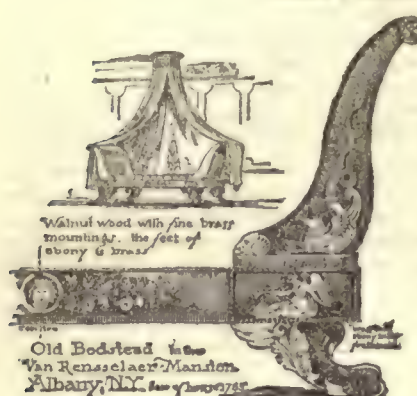 Walnut wood with fine brass
mountings. the feet of
ebony & brass
Old Bedstead in the
Van Rensselaer-Mansion
Albany, N.Y.